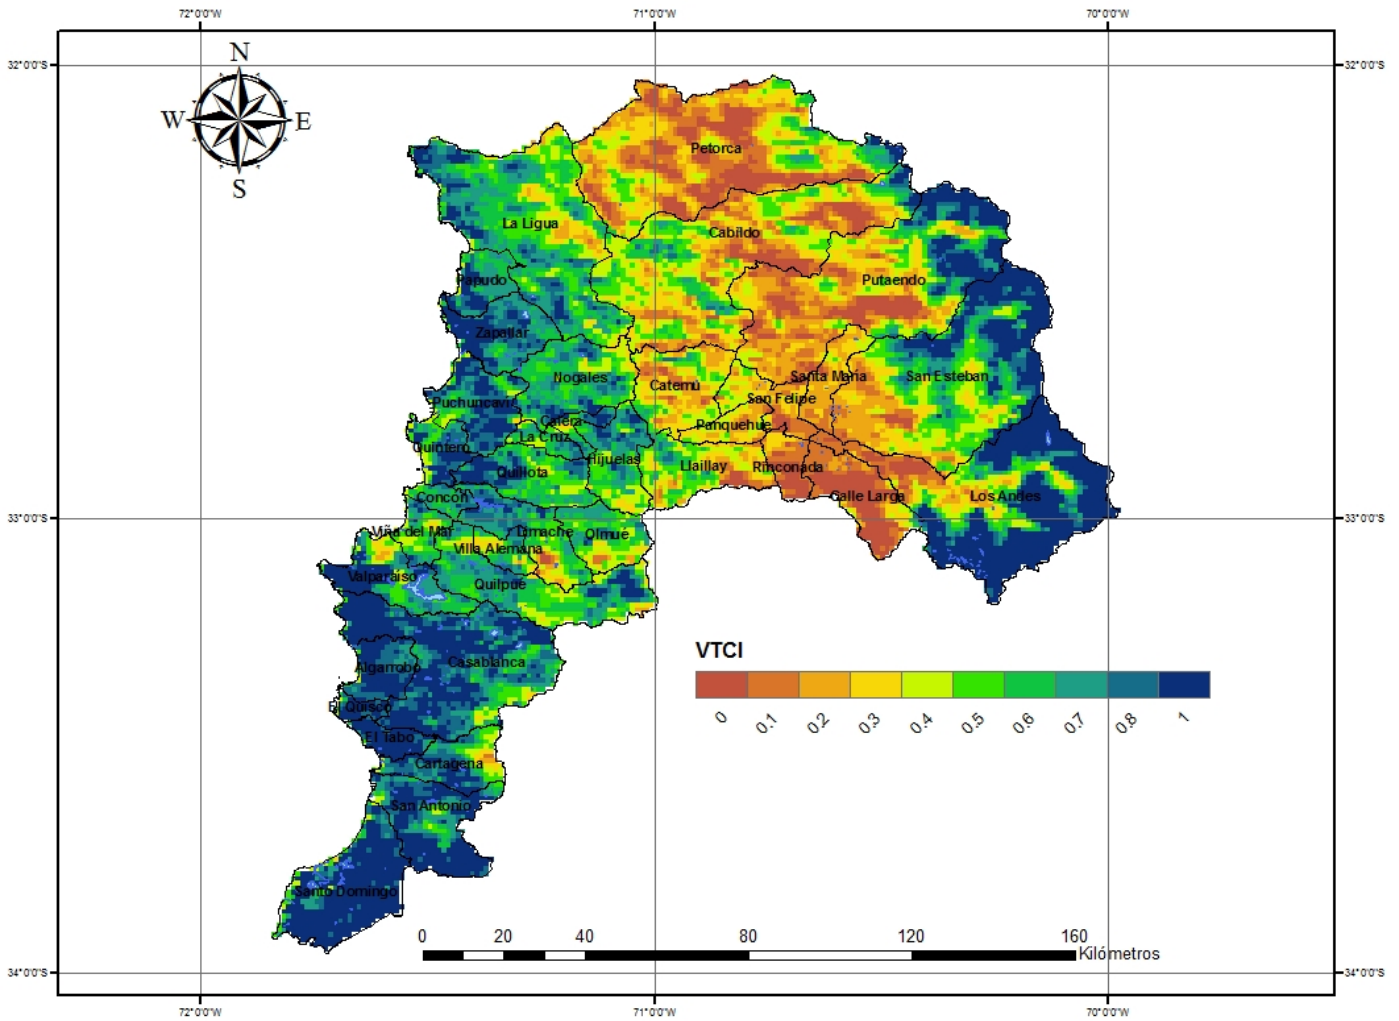 72°0'0"W 71°0'0"W 70°0'0"W
32°0'0"S 32°0'0"S
N
W E
S
Petorca
La Ligua
Cabildo
Papudo
Putaendo
Zapallar
Nogales
Catemu
Santa Maria
San Esteban
Puchuncaví
San Felipe
Calera
Panquehue
La Cruz
Quintero
Hijuelas
Llaillay
Rinconada
Quillota
Concón
Calle Larga
Los Andes
33°0'0"S 33°0'0"S
Viña del Mar
Limache
Olmue
Villa Alemana
Valparaiso
Quilpue
Algarrobo
Casablanca
VTCI
0 0.1 0.2 0.3 0.4 0.5 0.6 0.7 0.8 1
El Quisco
El Tabo
Cartagena
San Antonio
Santo Domingo
0 20 40 80 120 160
Kilómetros
34°0'0"S 34°0'0"S
72°0'0"W 71°0'0"W 70°0'0"W